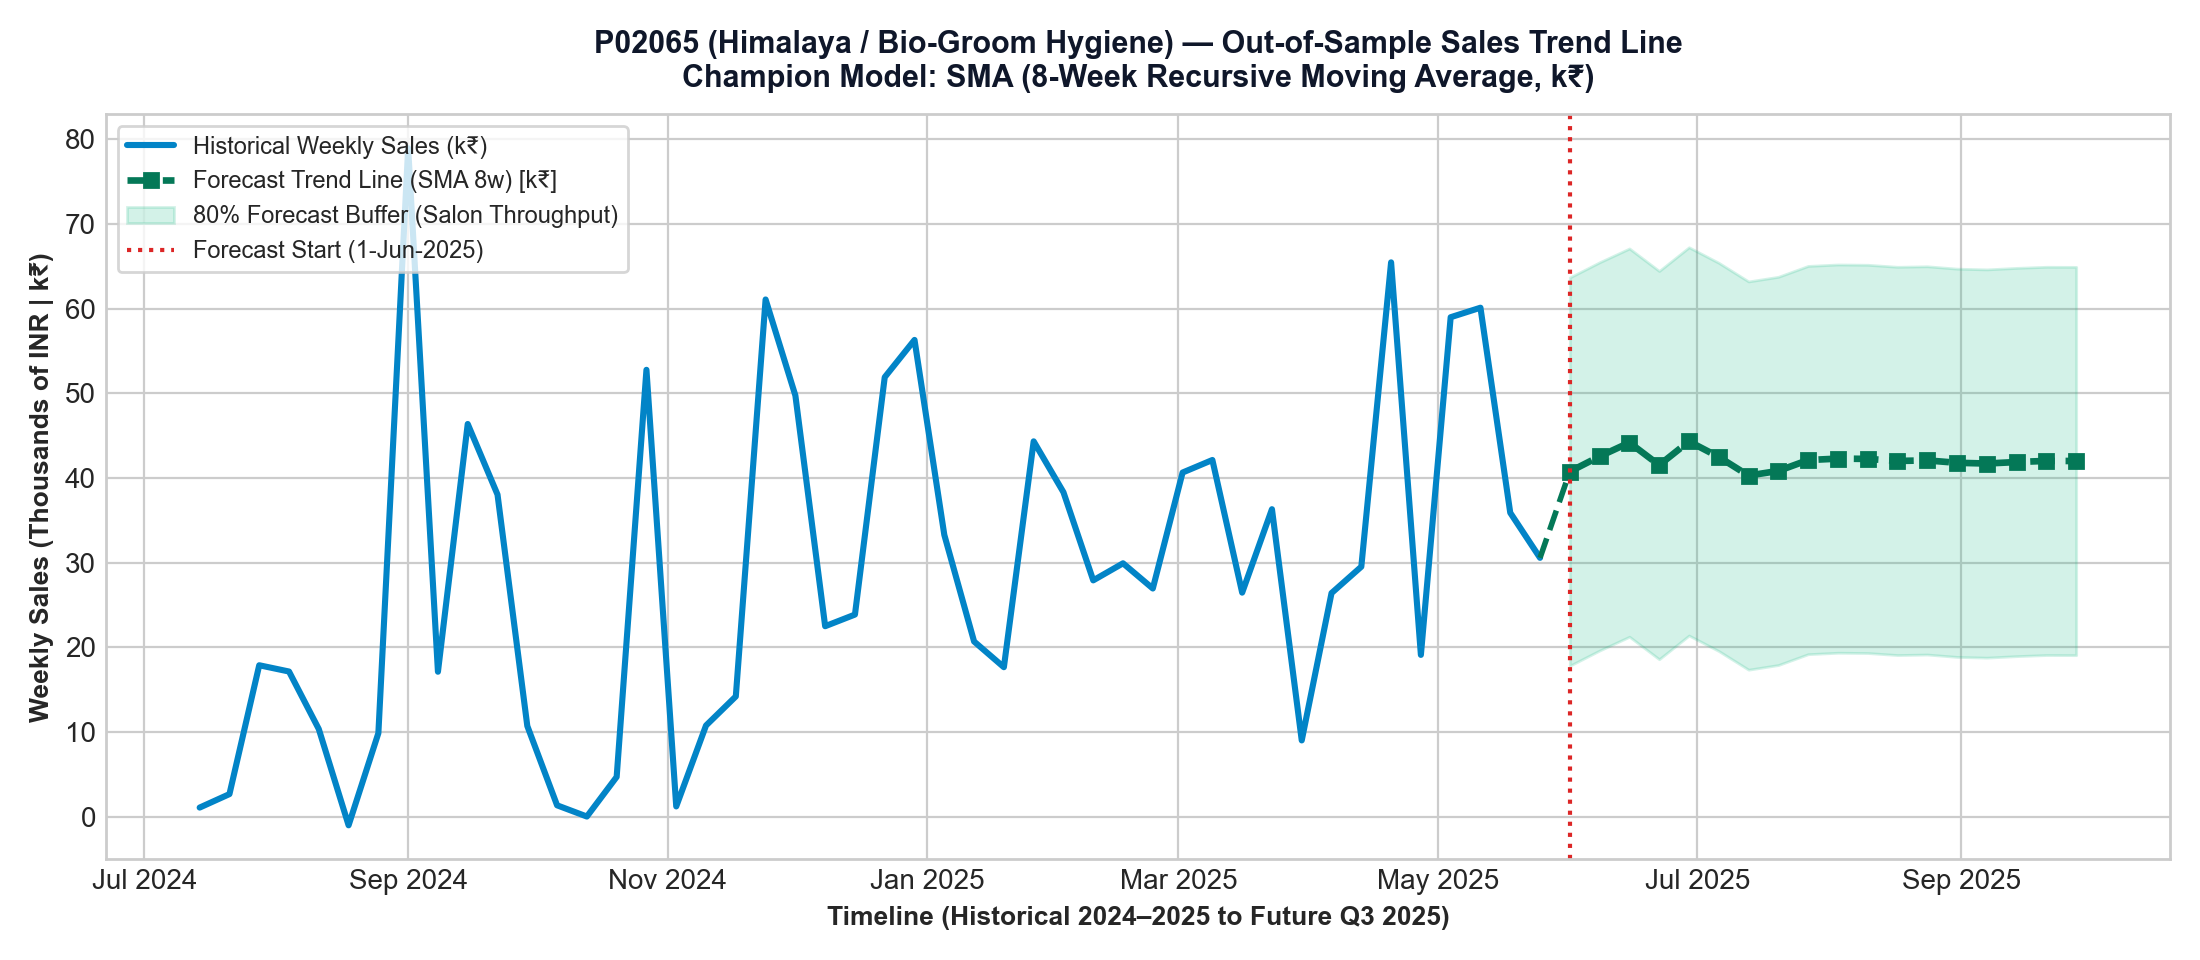 P02065 (Himalaya / Bio-Groom Hygiene) — Out-of-Sample Sales Trend Line
Champion Model: SMA (8-Week Recursive Moving Average, k₹)
Historical Weekly Sales (k₹)
Forecast Trend Line (SMA 8w) [k₹]
80% Forecast Buffer (Salon Throughput)
Forecast Start (1-Jun-2025)
Weekly Sales (Thousands of INR | k₹)
80
70
60
50
40
30
20
10
0
Jul 2024
Sep 2024
Nov 2024
Jan 2025
Mar 2025
May 2025
Jul 2025
Sep 2025
Timeline (Historical 2024–2025 to Future Q3 2025)